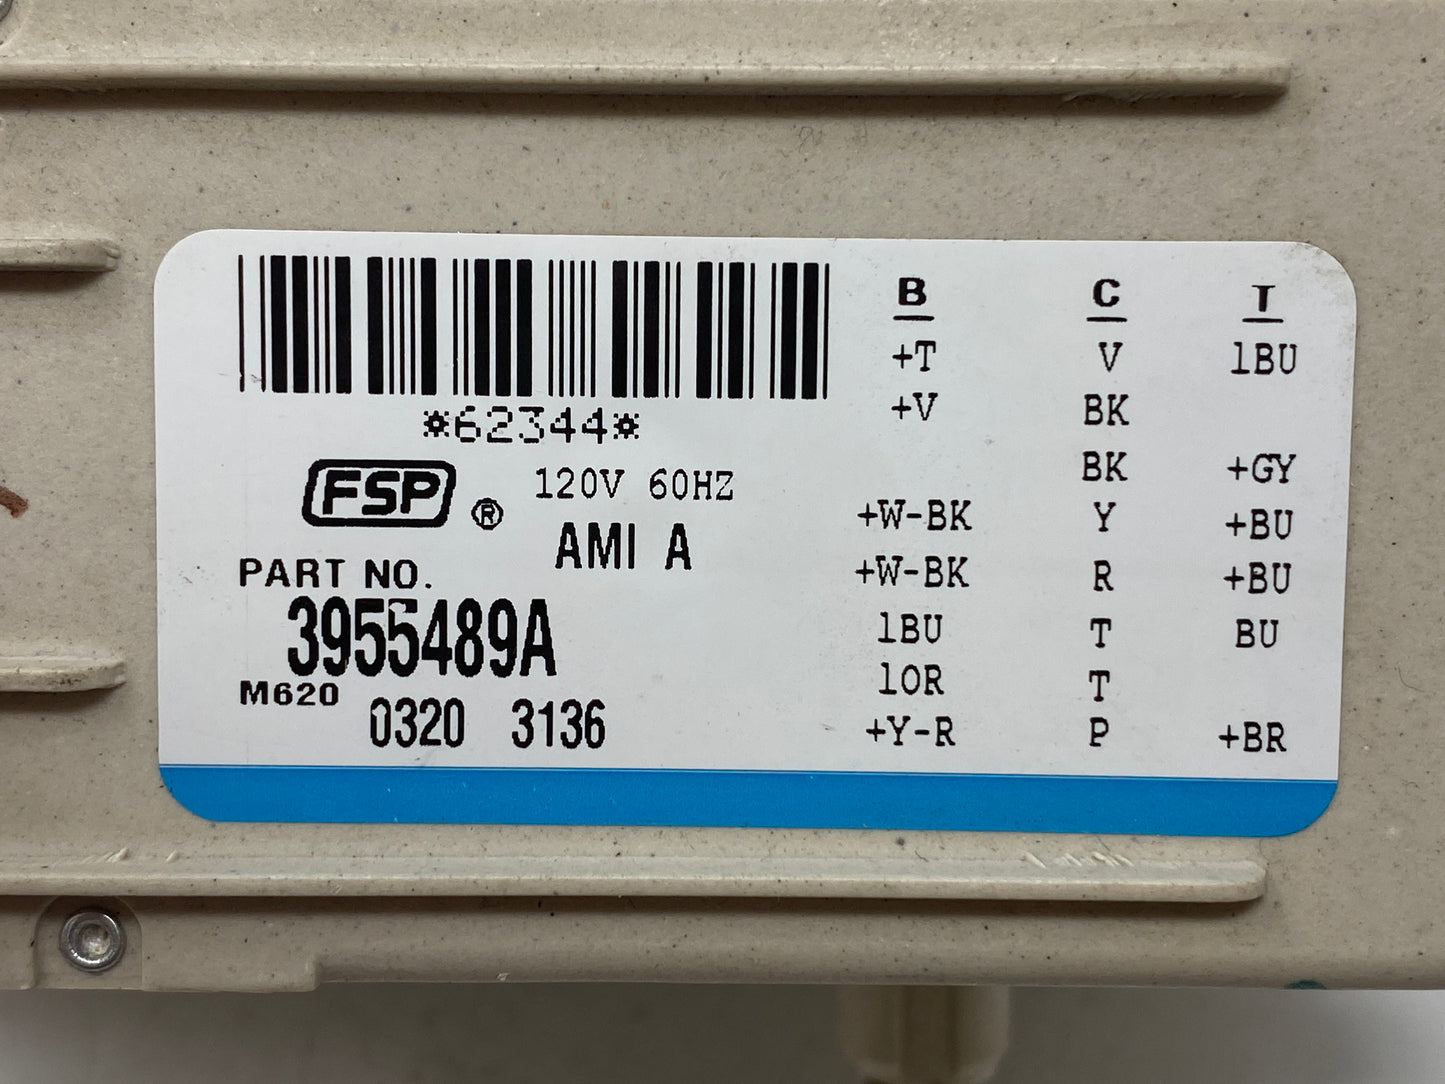 *62344*
FSP ® 120V 60HZ
AMI A
PART NO.
3955489A
M620 0320 3136
B C T
+T V 1BU
+V BK
BK +GY
+W-BK Y +BU
+W-BK R +BU
1BU T BU
1OR T
+Y-R P +BR